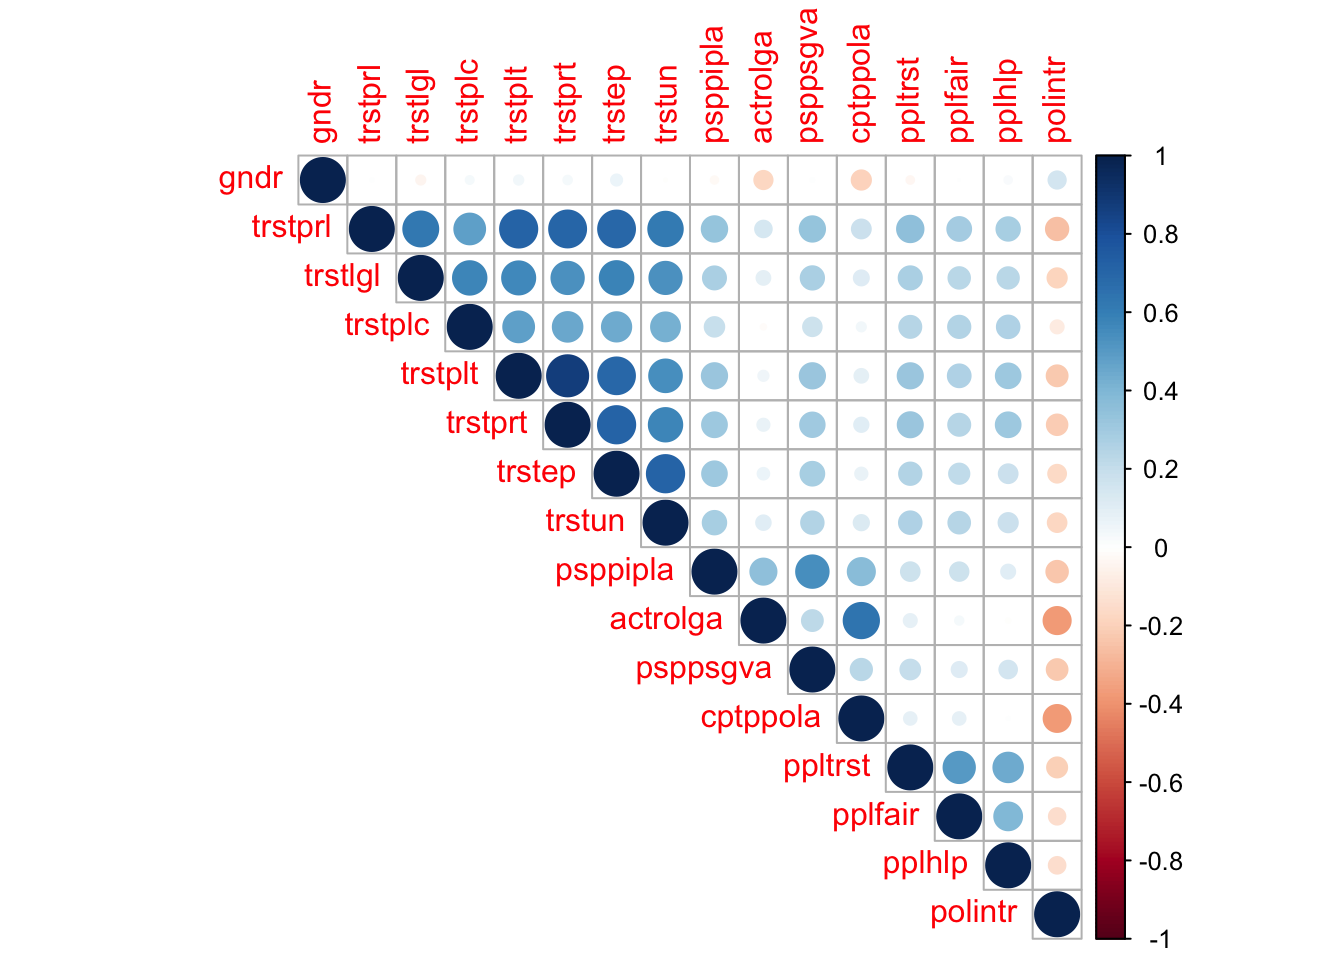 gndr
trstprl
trstlgl
trstplc
trstplt
trstprt
trstep
trstun
psppipla
actrolga
psppsgva
cptppola
ppltrst
pplfair
pplhlp
polintr
gndr
trstprl
trstlgl
trstplc
trstplt
trstprt
trstep
trstun
psppipla
actrolga
psppsgva
cptppola
ppltrst
pplfair
pplhlp
polintr
1
0.8
0.6
0.4
0.2
0
-0.2
-0.4
-0.6
-0.8
-1